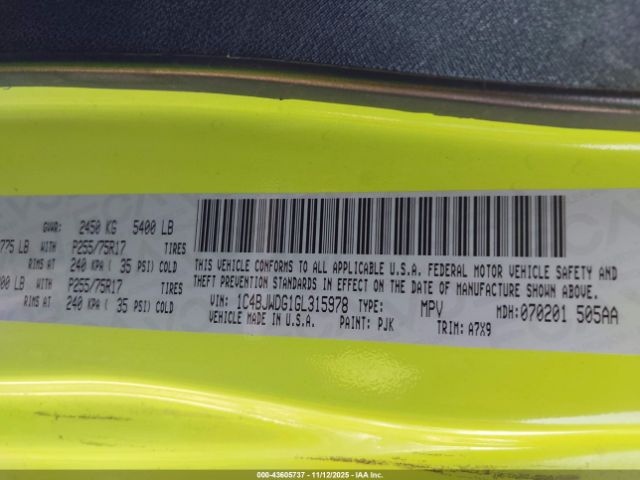 GVWR: 2450 KG 5400 LB
775 LB WITH P255/75R17 TIRES
RIMS AT 240 KPA ( 35 PSI) COLD
00 LB WITH P255/75R17 TIRES
RIMS AT 240 KPA ( 35 PSI) COLD
THIS VEHICLE CONFORMS TO ALL APPLICABLE U.S.A. FEDERAL MOTOR VEHICLE SAFETY AND
THEFT PREVENTION STANDARDS IN EFFECT ON THE DATE OF MANUFACTURE SHOWN ABOVE.
VIN: 1C4BJWDG1GL315978 TYPE: MPV MDH: 070201 505AA
VEHICLE MADE IN U.S.A. PAINT: PJK TRIM: A7X9
000-43605737 - 11/12/2025 - IAAI.com